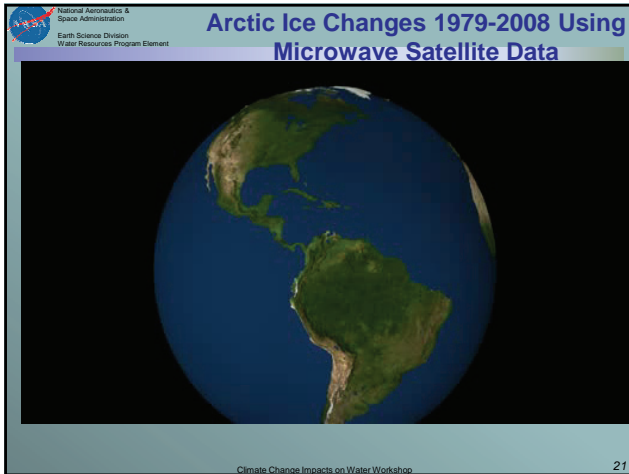 NASA
National Aeronautics &
Space Administration
Earth Science Division
Water Resources Program Element
Arctic Ice Changes 1979-2008 Using
Microwave Satellite Data
Climate Change Impacts on Water Workshop
21